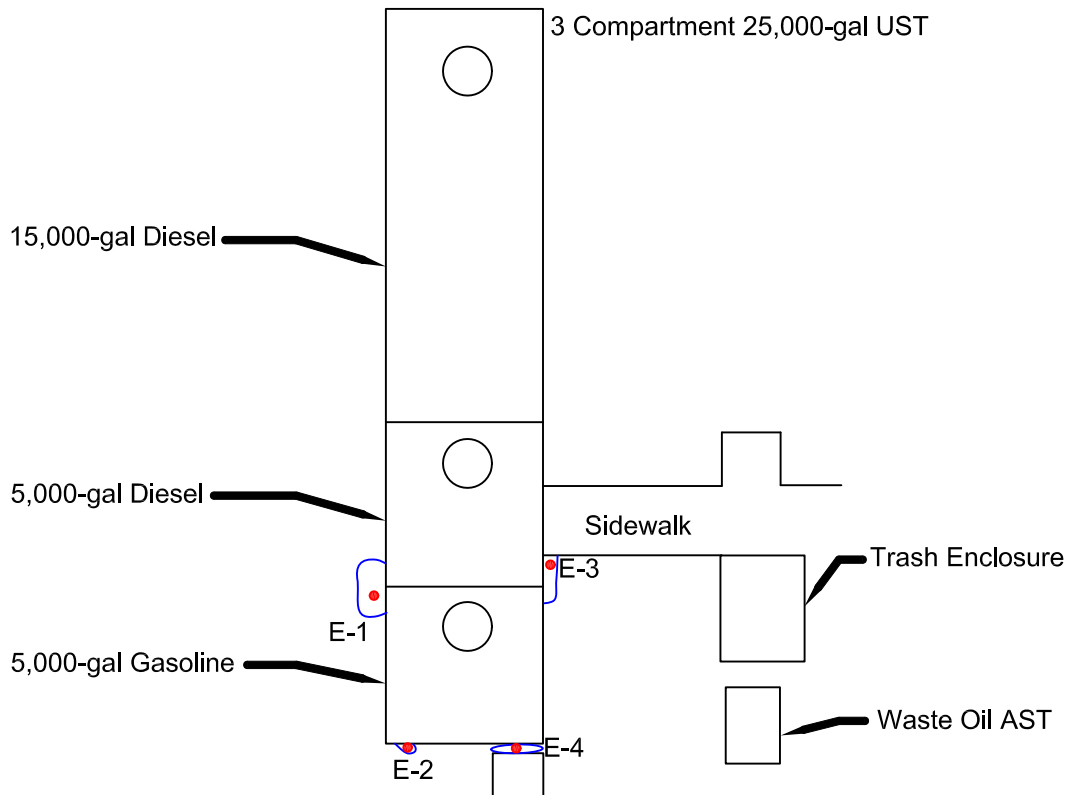 3 Compartment 25,000-gal UST
15,000-gal Diesel
5,000-gal Diesel
Sidewalk
Trash Enclosure
E-3
E-1
5,000-gal Gasoline
Waste Oil AST
E-4
E-2